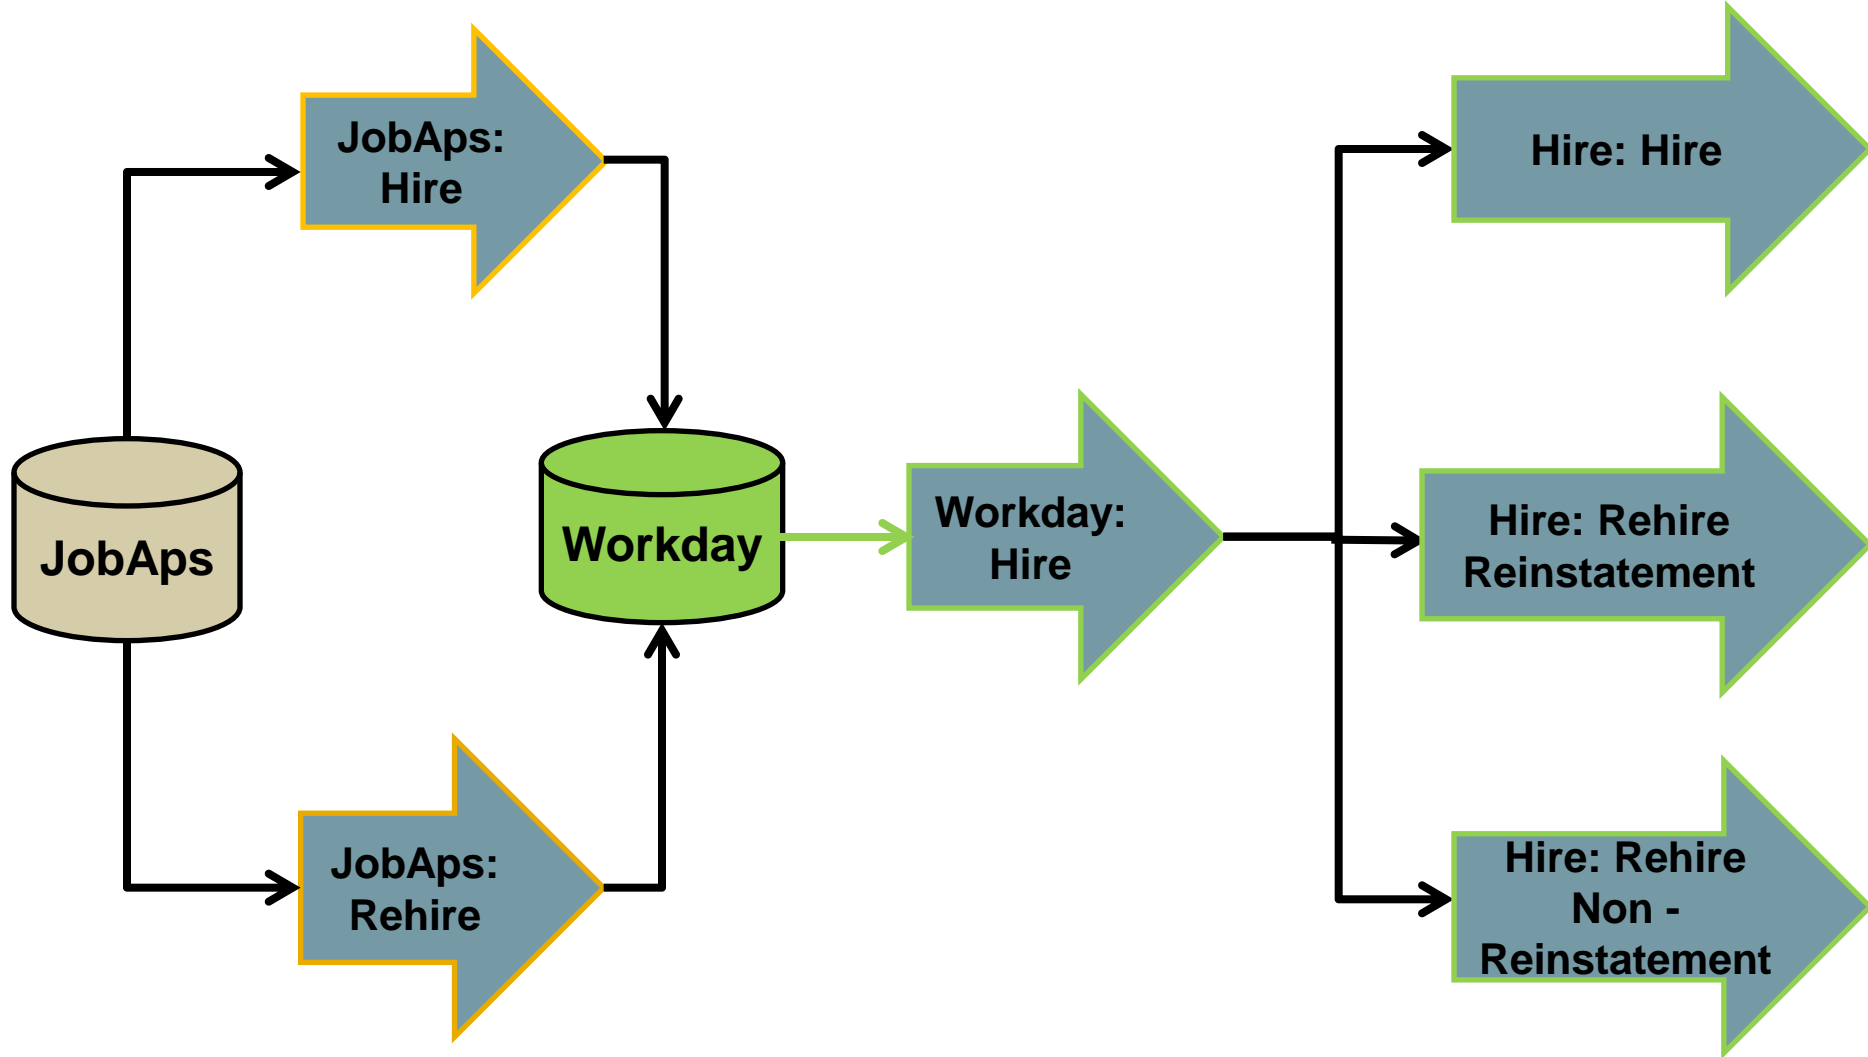 JobAps:
Hire
JobAps
JobAps:
Rehire
Workday
Workday:
Hire
Hire: Hire
Hire: Rehire
Reinstatement
Hire: Rehire
Non -
Reinstatement